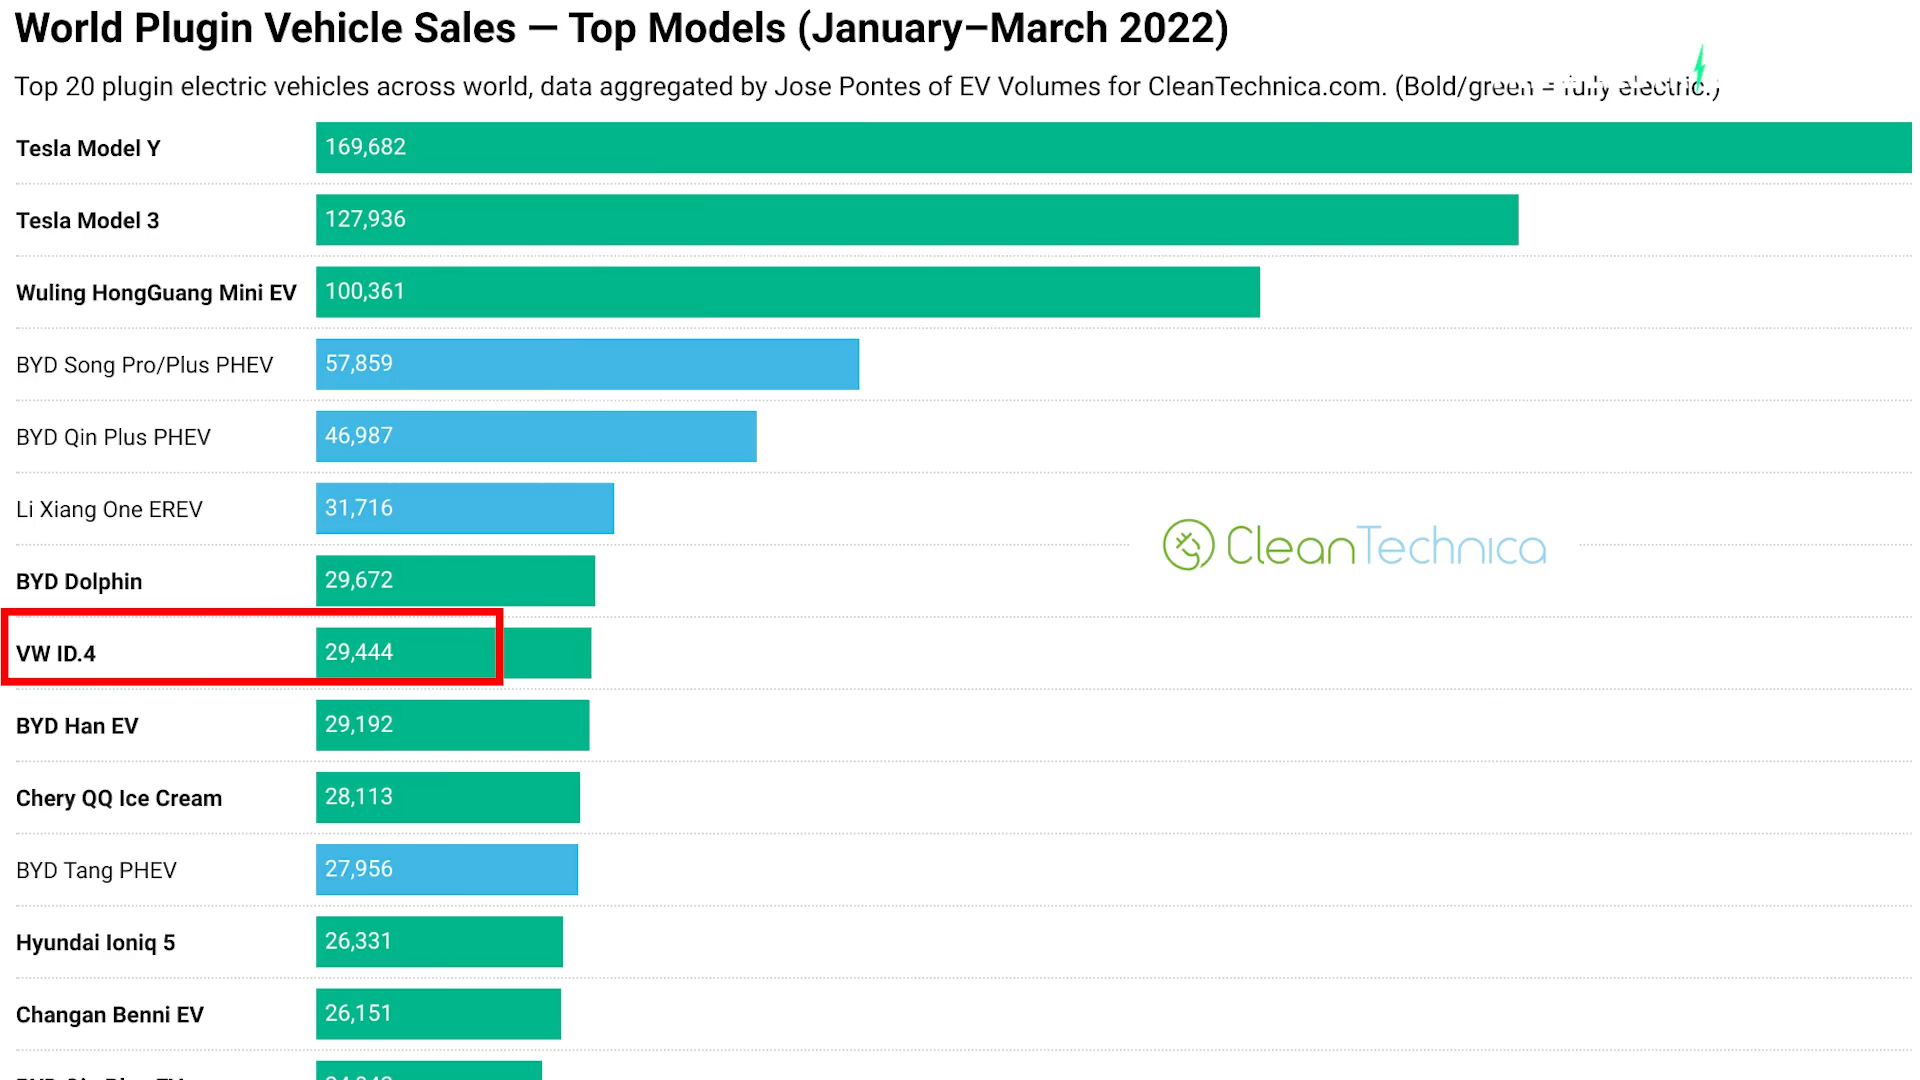 World Plugin Vehicle Sales — Top Models (January–March 2022)
Top 20 plugin electric vehicles across world, data aggregated by Jose Pontes of EV Volumes for CleanTechnica.com. (Bold/green = fully electric.)
Tesla Model Y 169,682
Tesla Model 3 127,936
Wuling HongGuang Mini EV 100,361
BYD Song Pro/Plus PHEV 57,859
BYD Qin Plus PHEV 46,987
Li Xiang One EREV 31,716
CleanTechnica
BYD Dolphin 29,672
VW ID.4 29,444
BYD Han EV 29,192
Chery QQ Ice Cream 28,113
BYD Tang PHEV 27,956
Hyundai Ioniq 5 26,331
Changan Benni EV 26,151